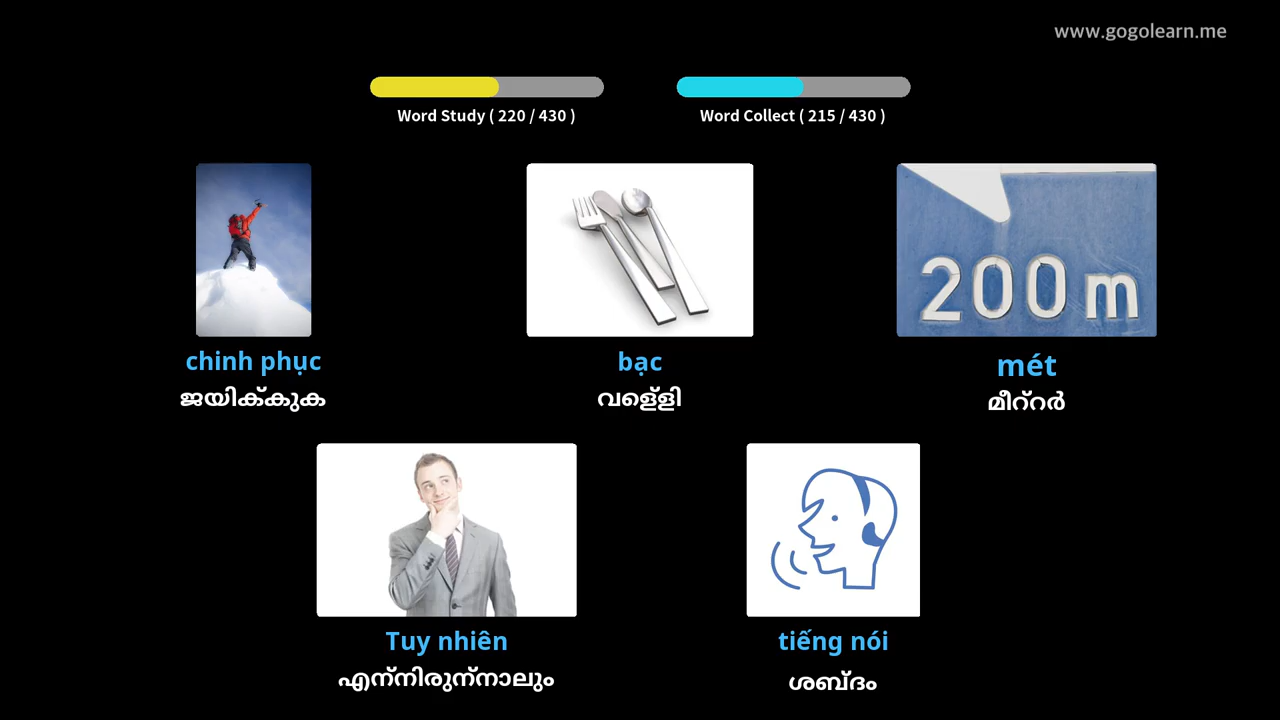 www.gogolearn.me
Word Study ( 220 / 430 )
Word Collect ( 215 / 430 )
200 m
chinh phục
ജയിക്കുക
bạc
വെള്ളി
mét
മീറ്റർ
Tuy nhiên
എന്നിരുന്നാലും
tiếng nói
ശബ്ദം